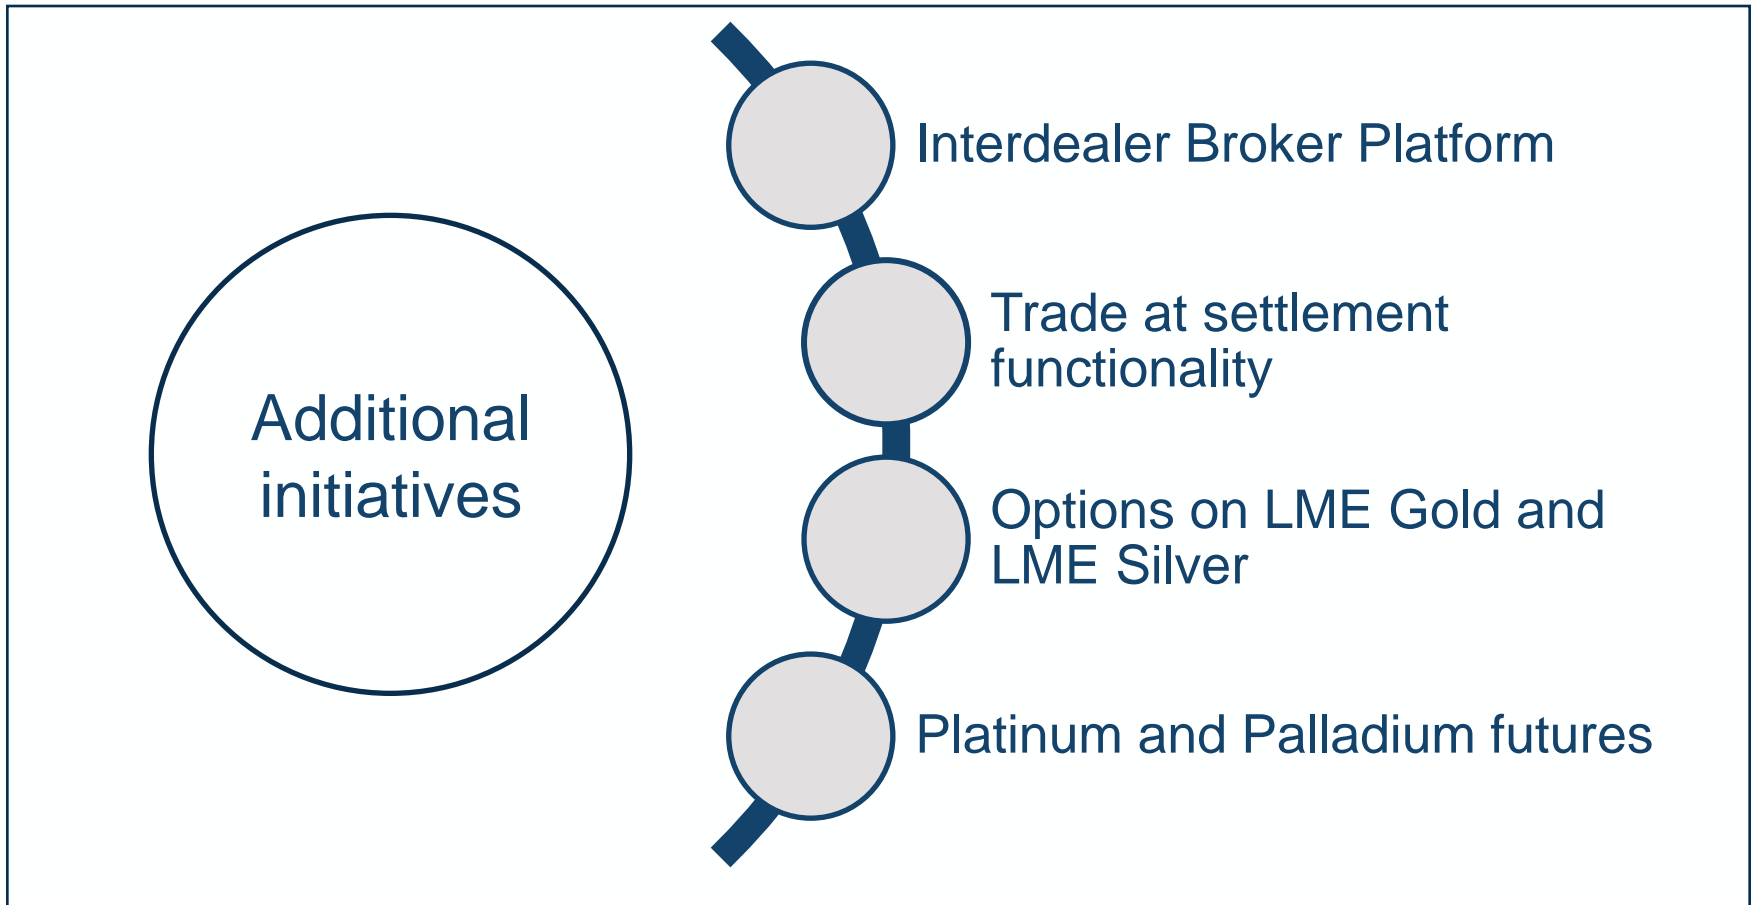 Additional
initiatives
Interdealer Broker Platform
Trade at settlement
functionality
Options on LME Gold and
LME Silver
Platinum and Palladium futures